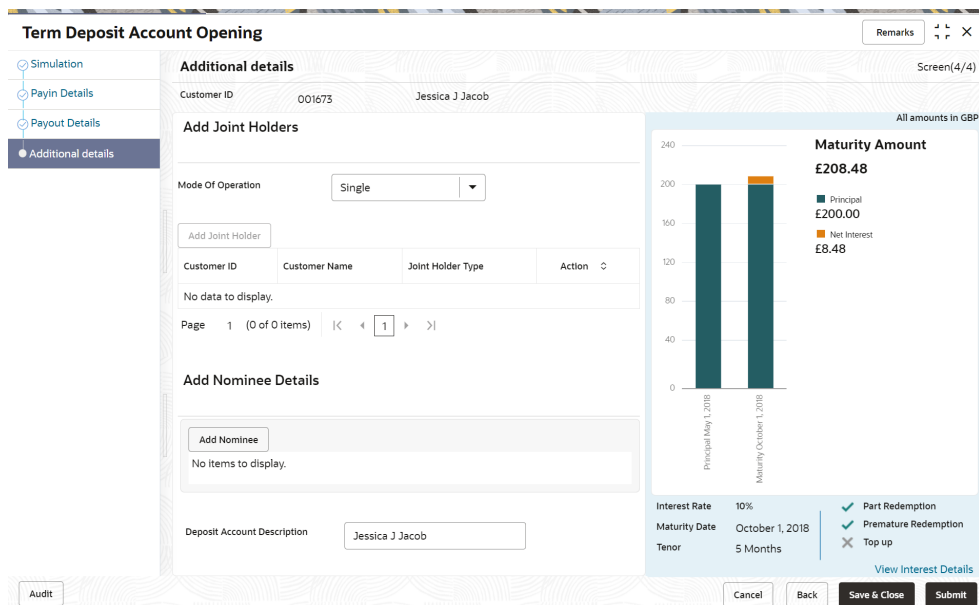 Term Deposit Account Opening
Remarks
Simulation
Payin Details
Payout Details
Additional details
Additional details
Screen(4/4)
Customer ID 001673 Jessica J Jacob
Add Joint Holders
Mode Of Operation Single
Add Joint Holder
Customer ID Customer Name Joint Holder Type Action
No data to display.
Page 1 (0 of 0 items) 1
Add Nominee Details
Add Nominee
No items to display.
Deposit Account Description Jessica J Jacob
All amounts in GBP
240
200
160
120
80
40
0
Principal May 1, 2018
Maturity October 1, 2018
Maturity Amount
£208.48
Principal
£200.00
Net Interest
£8.48
Interest Rate 10%
Maturity Date October 1, 2018
Tenor 5 Months
Part Redemption
Premature Redemption
Top up
View Interest Details
Audit
Cancel
Back
Save & Close
Submit